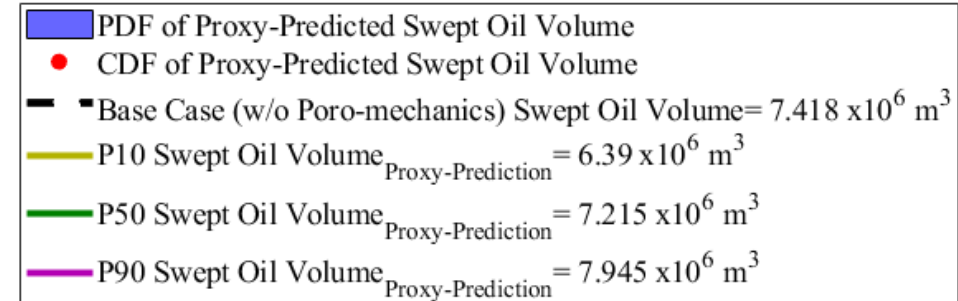 PDF of Proxy-Predicted Swept Oil Volume
CDF of Proxy-Predicted Swept Oil Volume
Base Case (w/o Poro-mechanics) Swept Oil Volume= 7.418 x10^6 m^3
P10 Swept Oil Volume_Proxy-Prediction= 6.39 x10^6 m^3
P50 Swept Oil Volume_Proxy-Prediction= 7.215 x10^6 m^3
P90 Swept Oil Volume_Proxy-Prediction= 7.945 x10^6 m^3